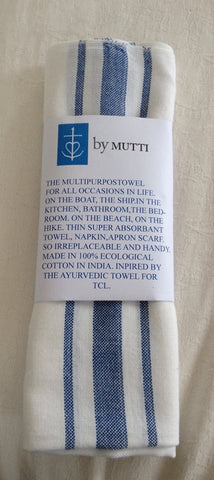 by MUTTI
THE MULTIPURPOSTOWEL
FOR ALL OCCASIONS IN LIFE.
ON THE BOAT, THE SHIP.IN THE
KITCHEN, BATHROOM,THE BED-
ROOM. ON THE BEACH, ON THE
HIKE. THIN SUPER ABSORBANT
TOWEL, NAPKIN,APRON SCARF.
SO IRREPLACEABLE AND HANDY.
MADE IN 100% ECOLOGICAL
COTTON IN INDIA. INPIRED BY
THE AYURVEDIC TOWEL FOR
TCL.